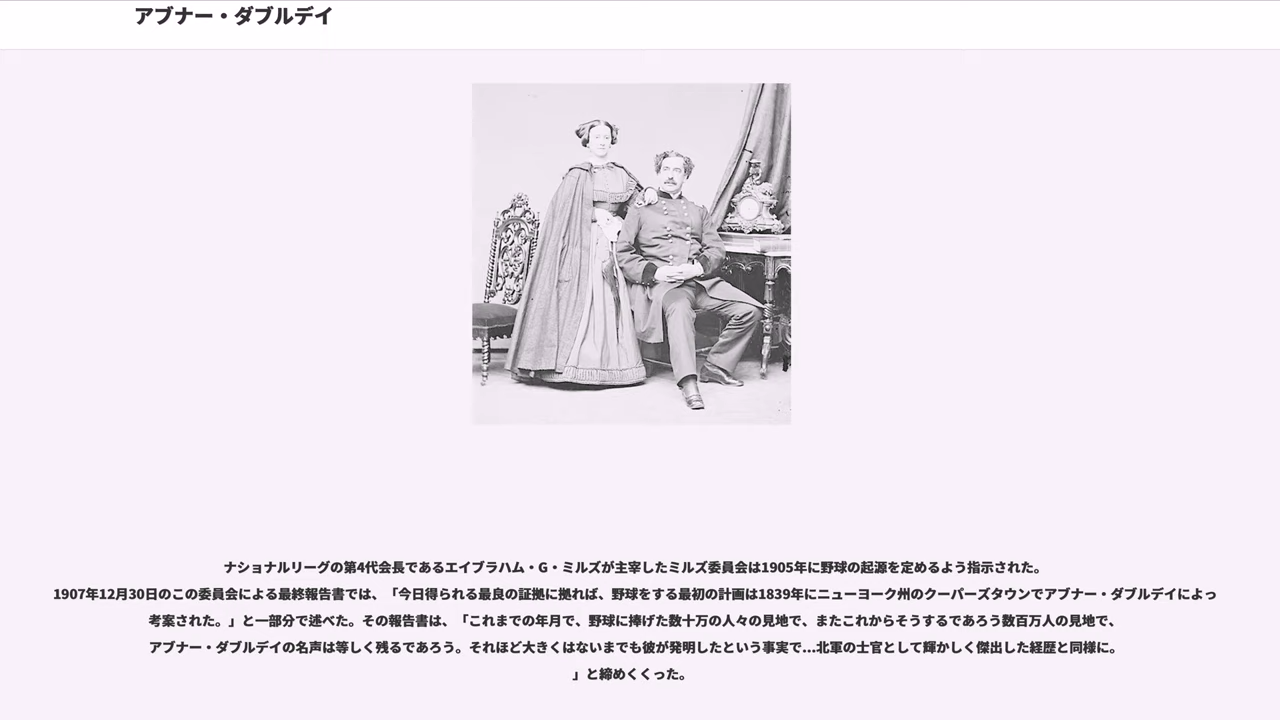 アブナー・ダブルデイ
ナショナルリーグの第4代会長であるエイブラハム・G・ミルズが主宰したミルズ委員会は1905年に野球の起源を定めるよう指示された。
1907年12月30日のこの委員会による最終報告書では、「今日得られる最良の証拠に拠れば、野球をする最初の計画は1839年にニューヨーク州のクーパーズタウンでアブナー・ダブルデイによっ
考案された。」と一部分で述べた。その報告書は、「これまでの年月で、野球に捧げた数十万の人々の見地で、またこれからそうするであろう数百万人の見地で、
アブナー・ダブルデイの名声は等しく残るであろう。それほど大きくはないまでも彼が発明したという事実で…北軍の士官として輝かしく傑出した経歴と同様に。
」と締めくくった。